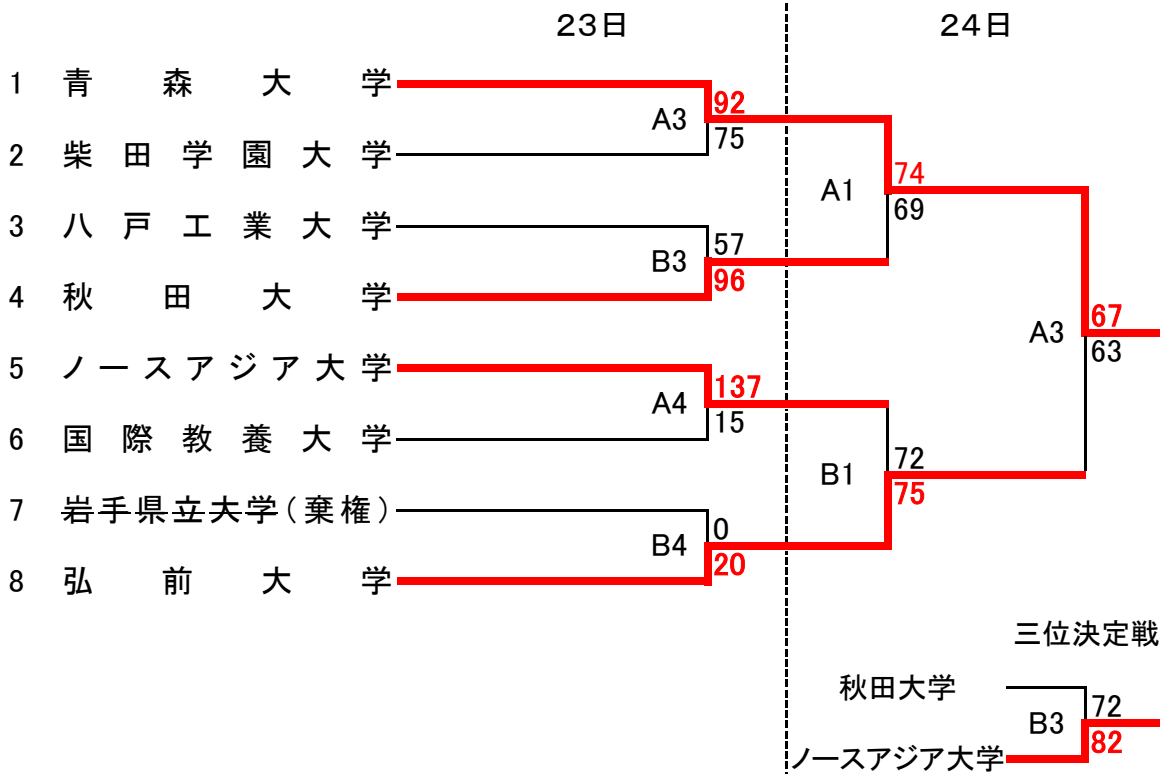 23日 24日
1 青森大学
92
A3
75
2 柴田学園大学
74
A1
69
3 八戸工業大学
57
B3
96
4 秋田大学
67
A3
63
5 ノースアジア大学
137
A4
15
6 国際教養大学
72
B1
75
7 岩手県立大学(棄権)
0
B4
20
8 弘前大学
三位決定戦
秋田大学
72
B3
82
ノースアジア大学